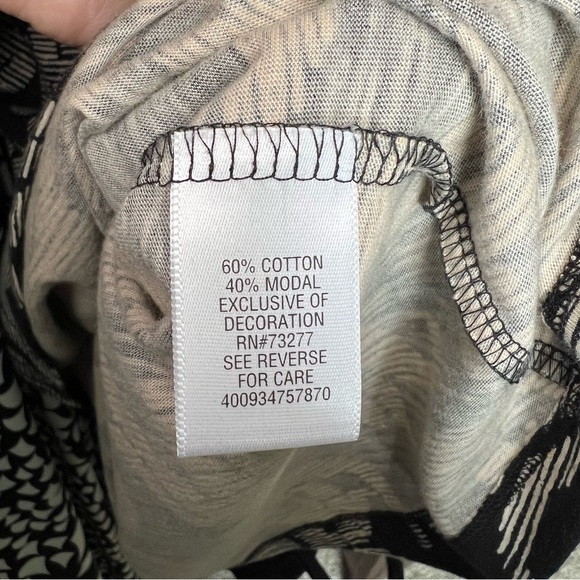 60% COTTON
40% MODAL
EXCLUSIVE OF
DECORATION
RN#73277
SEE REVERSE
FOR CARE
400934757870